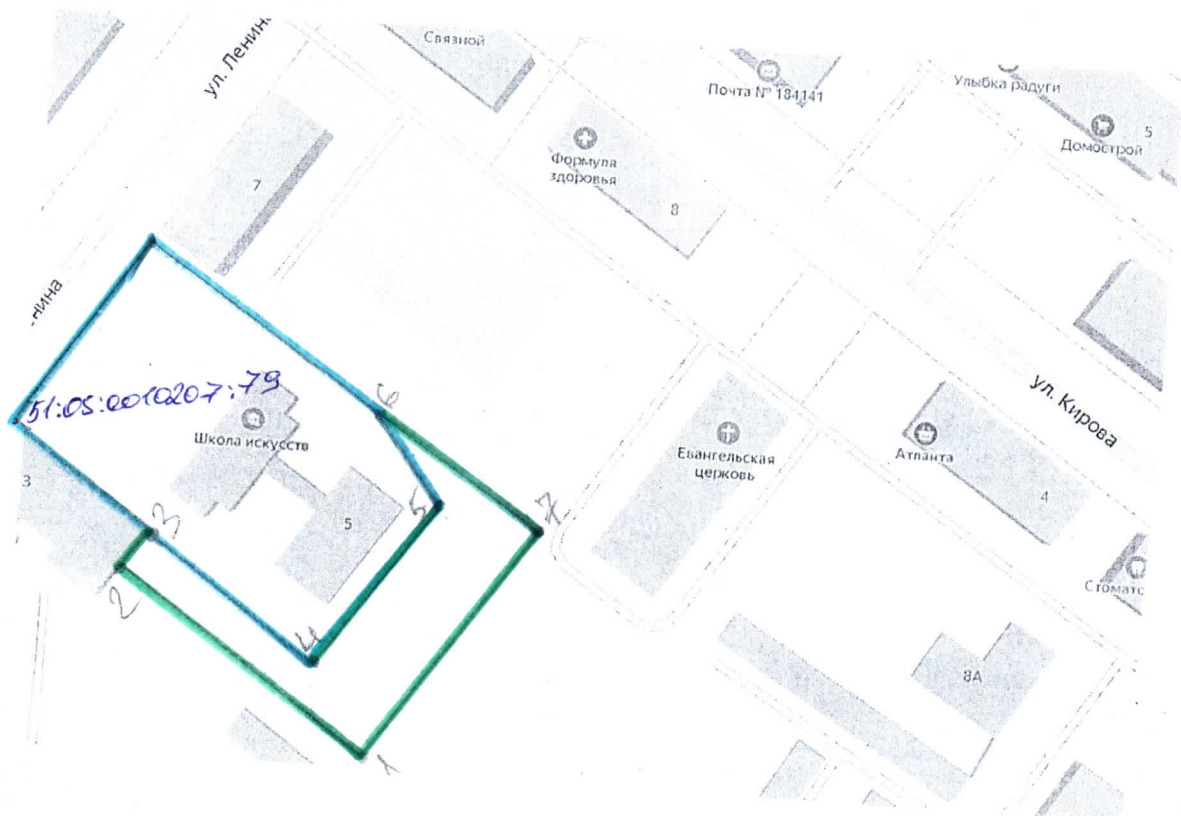 ул. Ленина
Связной
Почта № 184141
Улыбка радуги
5
Домострой
Формула
здоровья
7
8
нина
51:05:0010207:79
6
ул. Кирова
Школа искусств
Евангельская
церковь
Атланта
3
5
5
7
4
3
2
4
Стоматс
8А
1